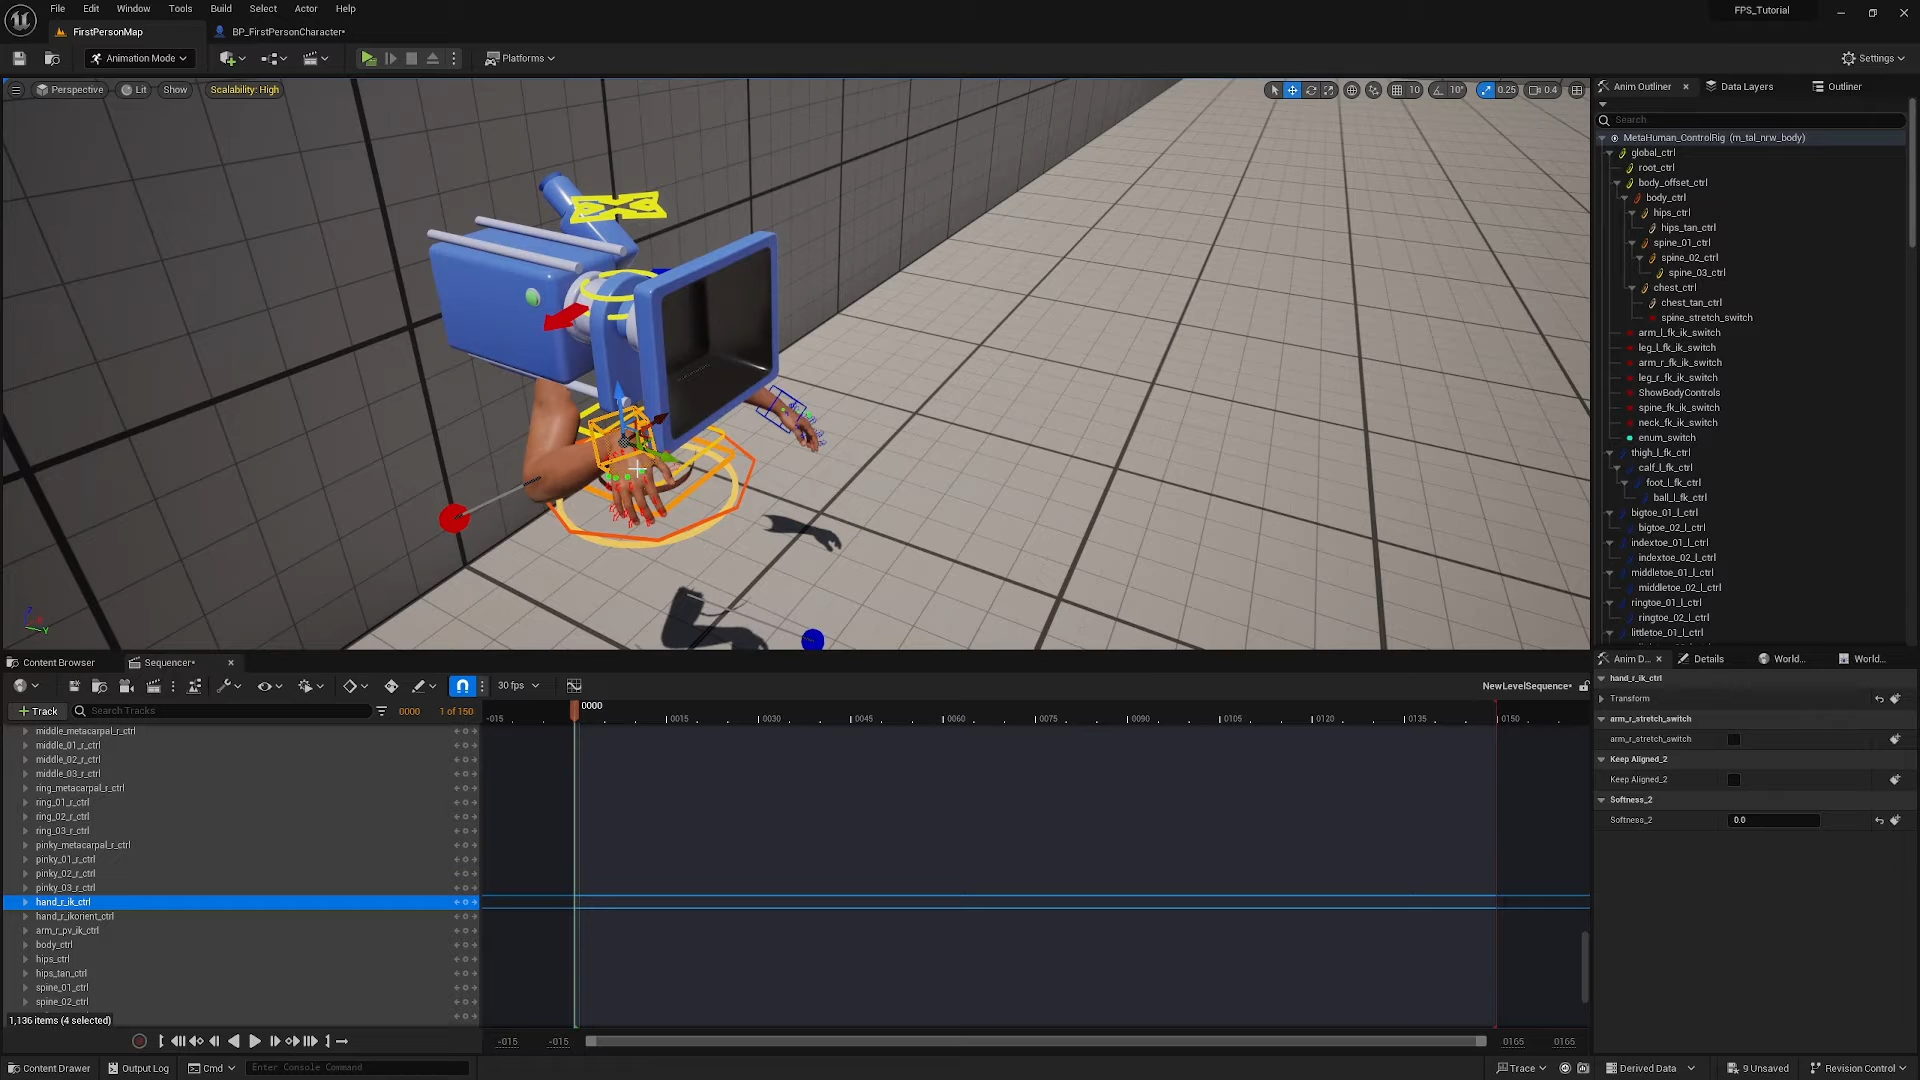 File Edit Window Tools Build Select Actor Help
FPS_Tutorial
FirstPersonMap
BP_FirstPersonCharacter*
Animation Mode
Platforms
Settings
Perspective
Lit
Show
Scalability: High
10
10°
0.25
0.4
Anim Outliner
Data Layers
Outliner
Search
MetaHuman_ControlRig (m_tal_nrw_body)
global_ctrl
root_ctrl
body_offset_ctrl
body_ctrl
hips_ctrl
hips_tan_ctrl
spine_01_ctrl
spine_02_ctrl
spine_03_ctrl
chest_ctrl
chest_tan_ctrl
spine_stretch_switch
arm_l_fk_ik_switch
leg_l_fk_ik_switch
arm_r_fk_ik_switch
leg_r_fk_ik_switch
ShowBodyControls
spine_fk_ik_switch
neck_fk_ik_switch
enum_switch
thigh_l_fk_ctrl
calf_l_fk_ctrl
foot_l_fk_ctrl
ball_l_fk_ctrl
bigtoe_01_l_ctrl
bigtoe_02_l_ctrl
indextoe_01_l_ctrl
indextoe_02_l_ctrl
middletoe_01_l_ctrl
middletoe_02_l_ctrl
ringtoe_01_l_ctrl
ringtoe_02_l_ctrl
littletoe_01_l_ctrl
Z
Y
Content Browser
Sequencer*
30 fps
NewLevelSequence*
Track
Search Tracks
0000
1 of 150
-015
0000
0015
0030
0045
0060
0075
0090
0105
0120
0135
0150
middle_metacarpal_r_ctrl
middle_01_r_ctrl
middle_02_r_ctrl
middle_03_r_ctrl
ring_metacarpal_r_ctrl
ring_01_r_ctrl
ring_02_r_ctrl
ring_03_r_ctrl
pinky_metacarpal_r_ctrl
pinky_01_r_ctrl
pinky_02_r_ctrl
pinky_03_r_ctrl
hand_r_ik_ctrl
hand_r_ikorient_ctrl
arm_r_pv_ik_ctrl
body_ctrl
hips_ctrl
hips_tan_ctrl
spine_01_ctrl
spine_02_ctrl
1,136 items (4 selected)
-015
-015
0165
0165
Anim D...
Details
World...
World...
hand_r_ik_ctrl
Transform
arm_r_stretch_switch
arm_r_stretch_switch
Keep Aligned_2
Keep Aligned_2
Softness_2
Softness_2
0.0
Content Drawer
Output Log
Cmd
Enter Console Command
Trace
Derived Data
9 Unsaved
Revision Control